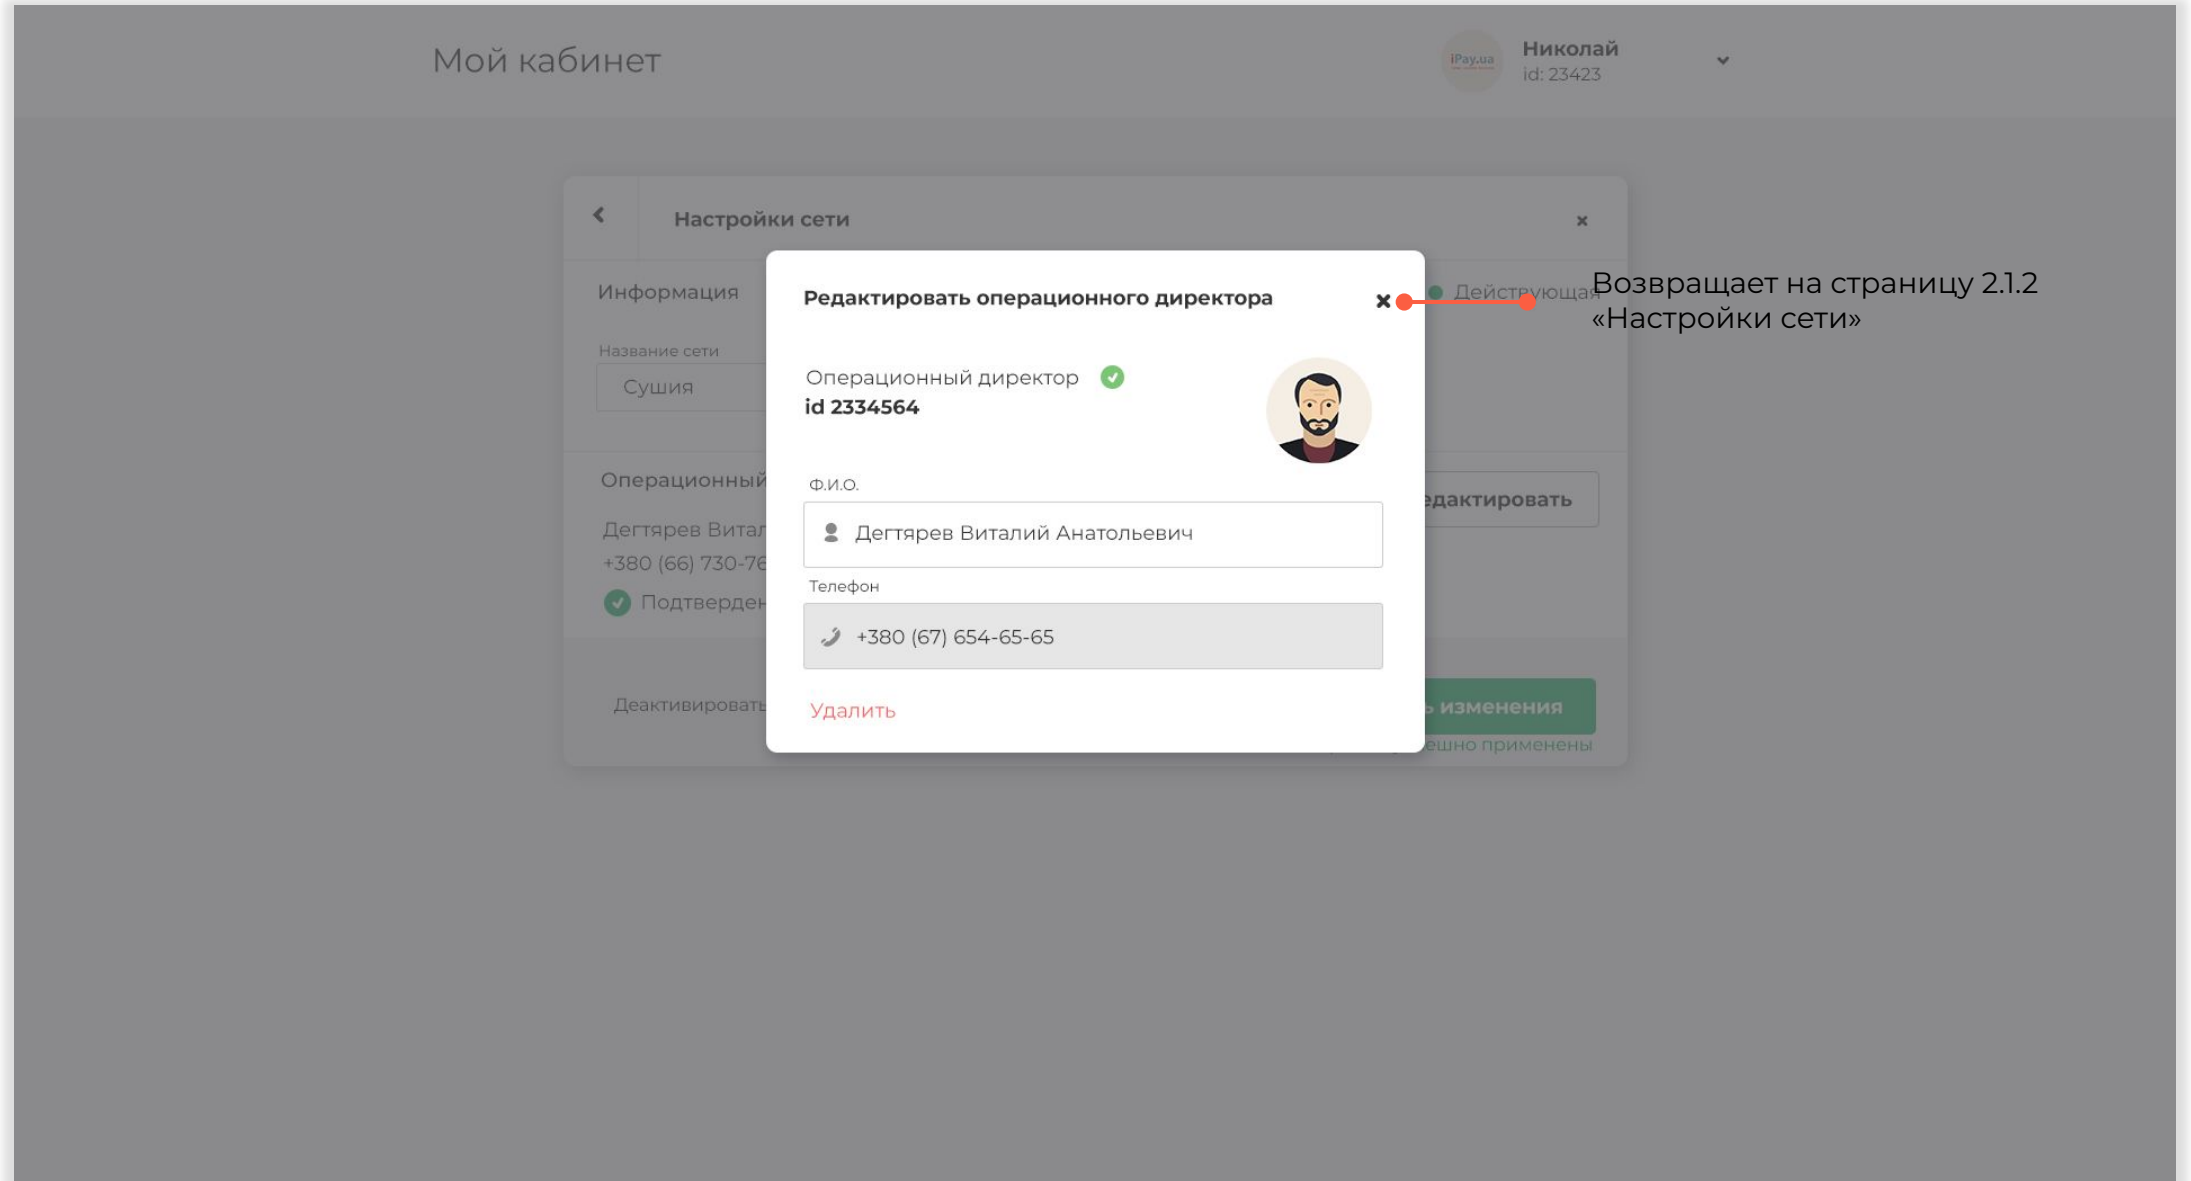 Мой кабинет
iPay.ua
Николай
id: 23423
Настройки сети
Информация
Действующая
Возвращает на страницу 2.1.2
«Настройки сети»
Название сети
Сушия
Редактировать операционного директора
Операционный директор
id 2334564
Ф.И.О.
Дегтярев Виталий Анатольевич
Телефон
+380 (67) 654-65-65
Удалить
Операционный
едактировать
Дегтярев Витал
+380 (66) 730-76
Подтвержден
Деактивировать
ь изменения
ешно применены